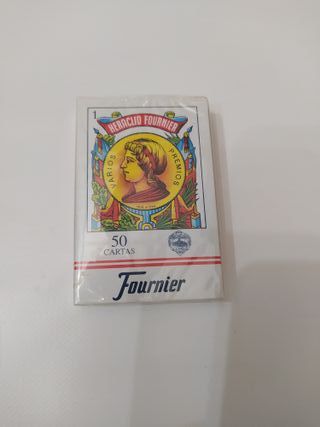 1
HERACLIO FOURNIER
VARIOS PREMIOS
50
CARTAS
Fournier